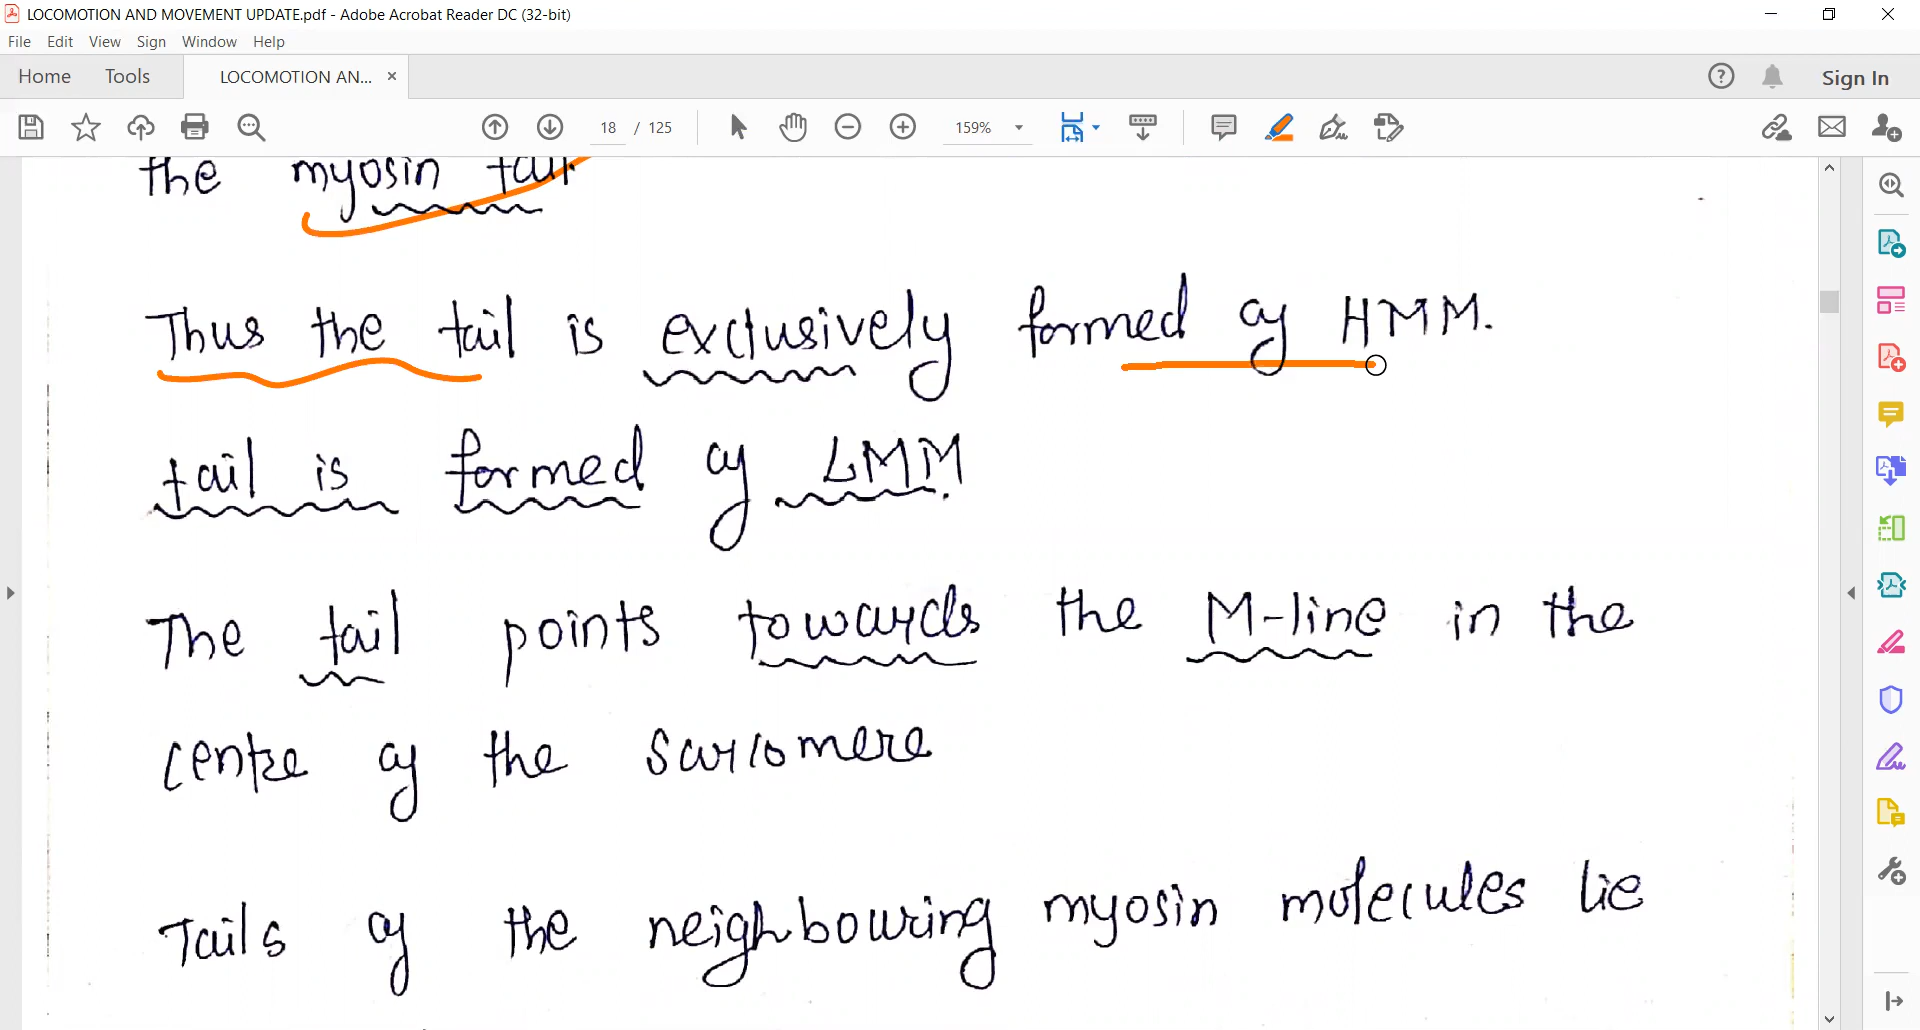 LOCOMOTION AND MOVEMENT UPDATE.pdf - Adobe Acrobat Reader DC (32-bit)
File Edit View Sign Window Help
Home Tools LOCOMOTION AN... × Sign In
18 / 125 159%
the myosin tail
Thus the tail is exclusively formed of HMM.
tail is formed of LMM
The tail points towards the M-line in the
centre of the sarcomere
Tails of the neighbouring myosin molecules lie